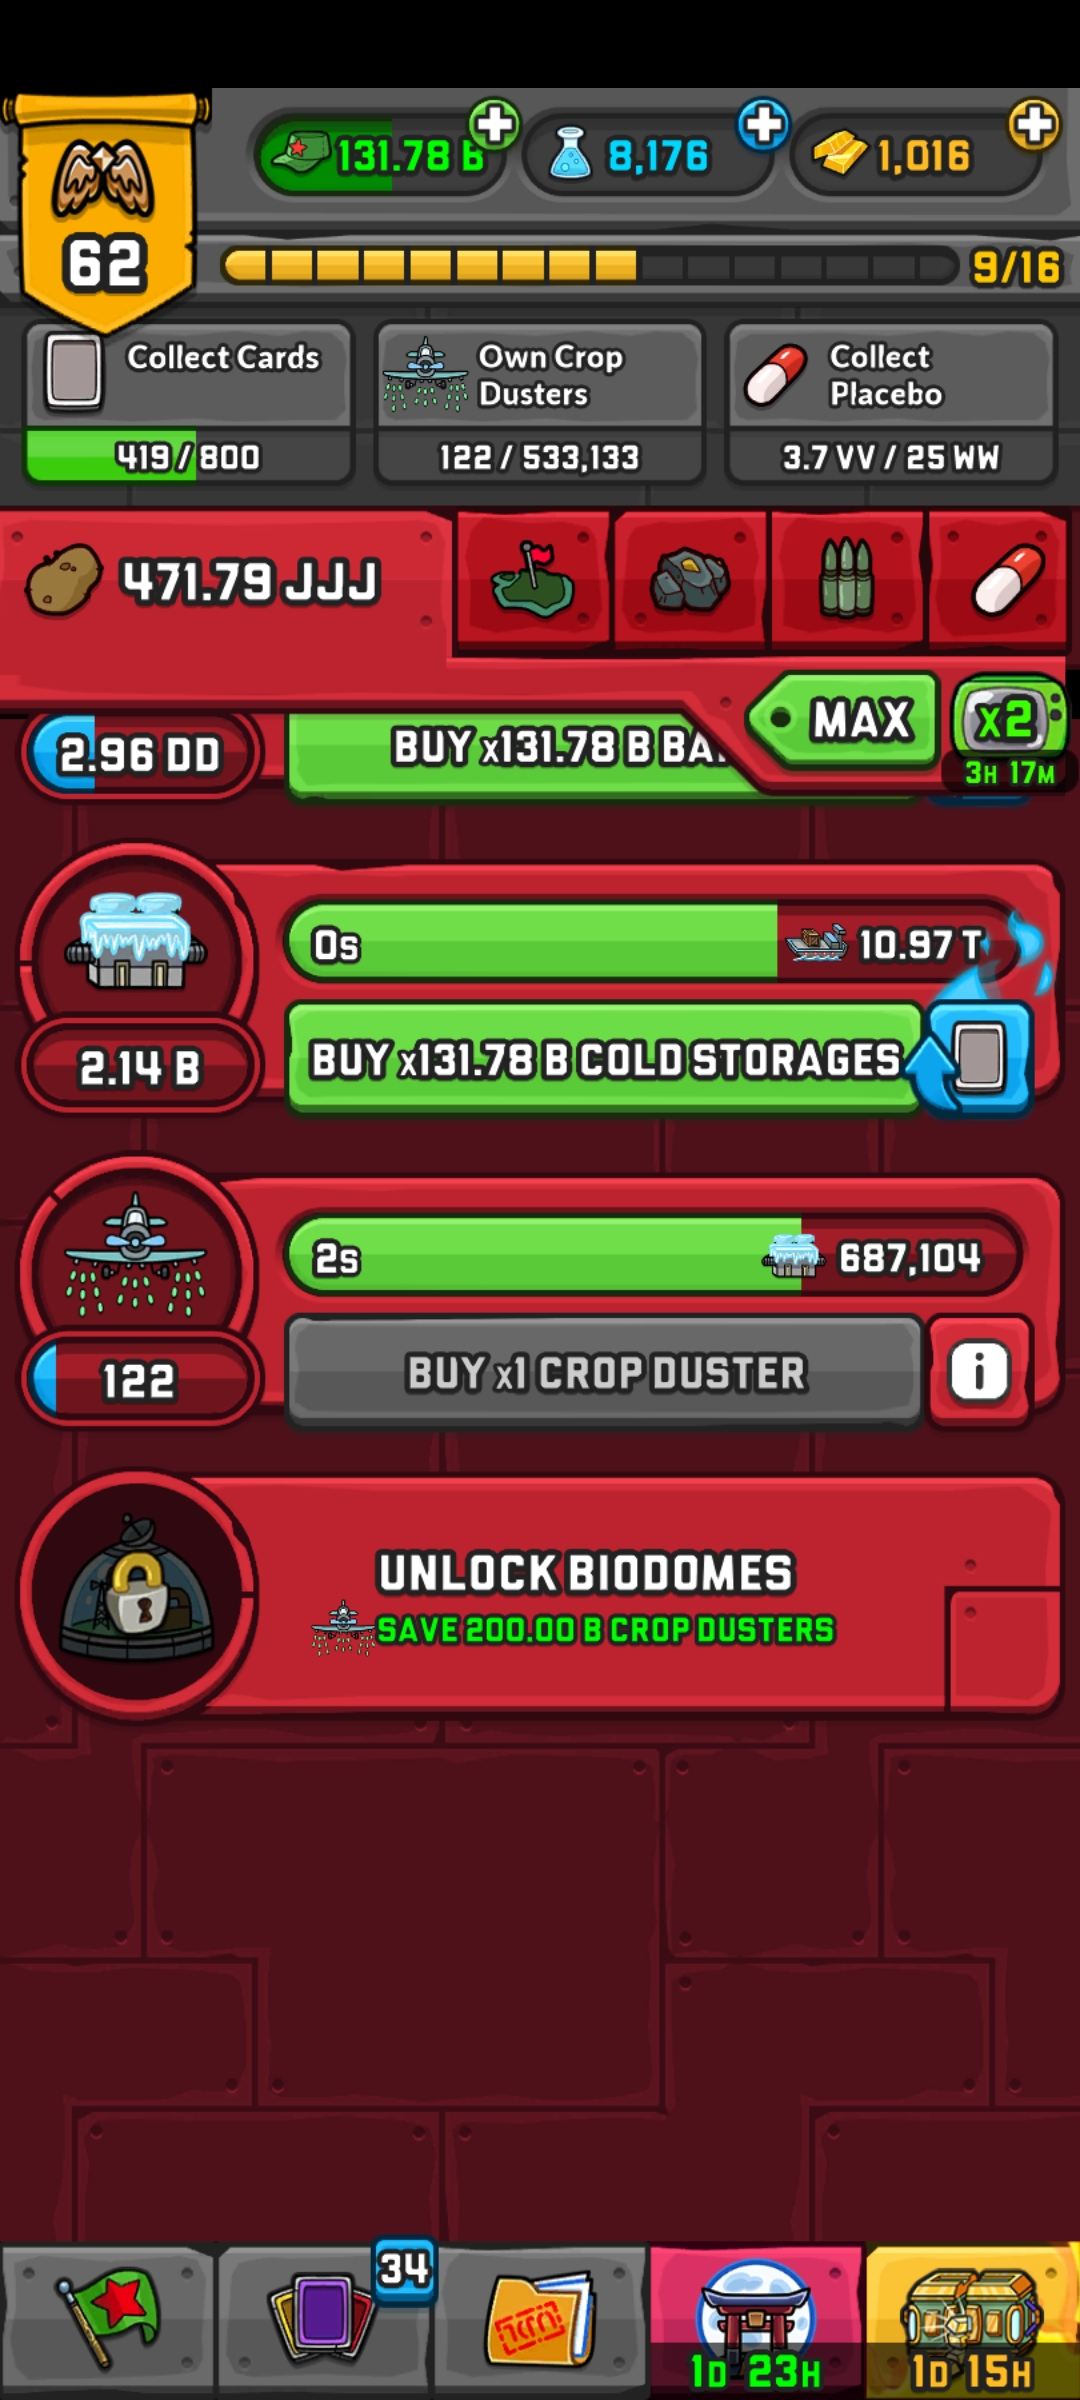 131.78 B
8,176
1,016
62
9/16
Collect Cards
419 / 800
Own Crop
Dusters
122 / 533,133
Collect
Placebo
3.7 VV / 25 WW
471.79 JJJ
MAX
x2
3H 17M
2.96 DD
BUY x131.78 B BA
0s
10.97 T
2.14 B
BUY x131.78 B COLD STORAGES
2s
687,104
122
BUY x1 CROP DUSTER
i
UNLOCK BIODOMES
SAVE 200.00 B CROP DUSTERS
34
1D 23H
1D 15H